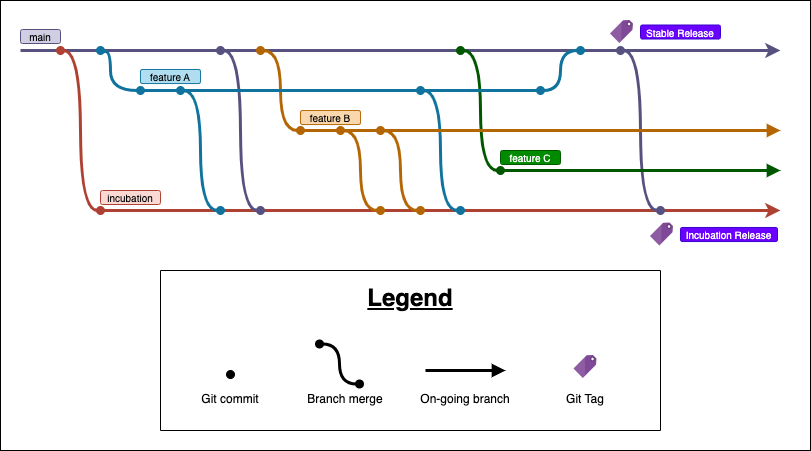 main
Stable Release
feature A
feature B
feature C
incubation
Incubation Release
Legend
Git commit
Branch merge
On-going branch
Git Tag